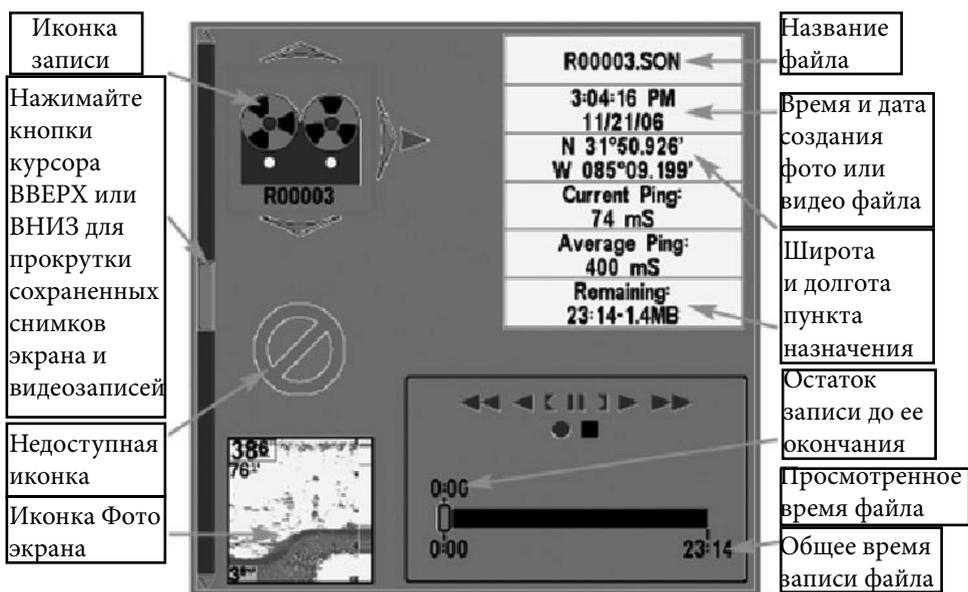 Иконка
записи
Нажимайте
кнопки
курсора
ВВЕРХ или
ВНИЗ для
прокрутки
сохраненных
снимков
экрана и
видеозаписей
Недоступная
иконка
Иконка Фото
экрана
R00003
386
R00003.SON
3:04:16 PM
11/21/06
N 31°50.926'
W 085°09.199'
Current Ping:
74 mS
Average Ping:
400 mS
Remaining:
23:14-1.4MB
0:00
0:00 23:14
Название
файла
Время и дата
создания
фото или
видео файла
Широта
и долгота
пункта
назначения
Остаток
записи до ее
окончания
Просмотренное
время файла
Общее время
записи файла